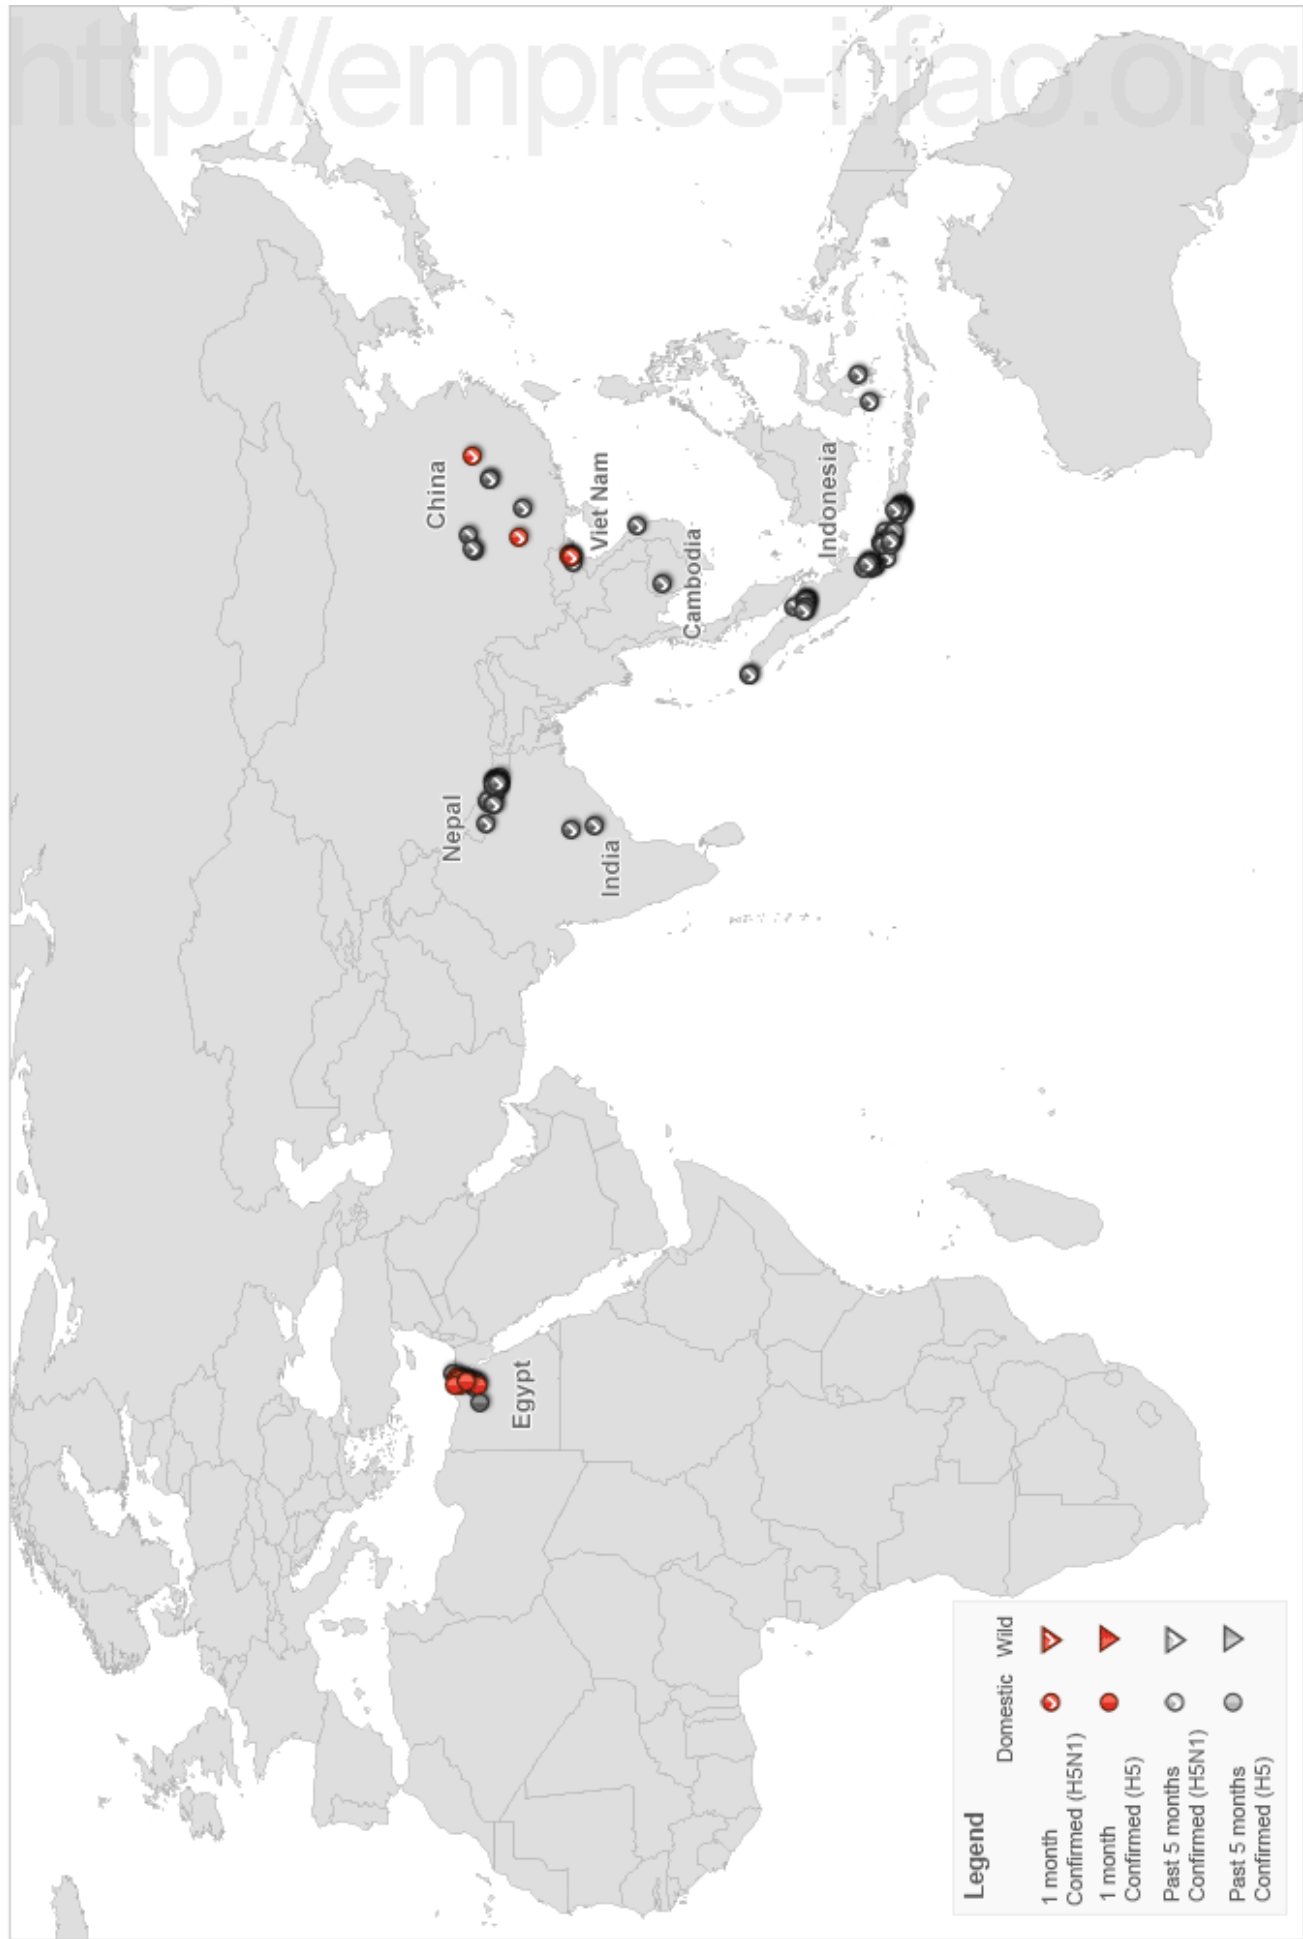 http://empres-i.fao.org
China
Viet Nam
Cambodia
Indonesia
Nepal
India
Egypt
Legend
Domestic Wild
1 month
Confirmed (H5N1)
1 month
Confirmed (H5)
Past 5 months
Confirmed (H5N1)
Past 5 months
Confirmed (H5)